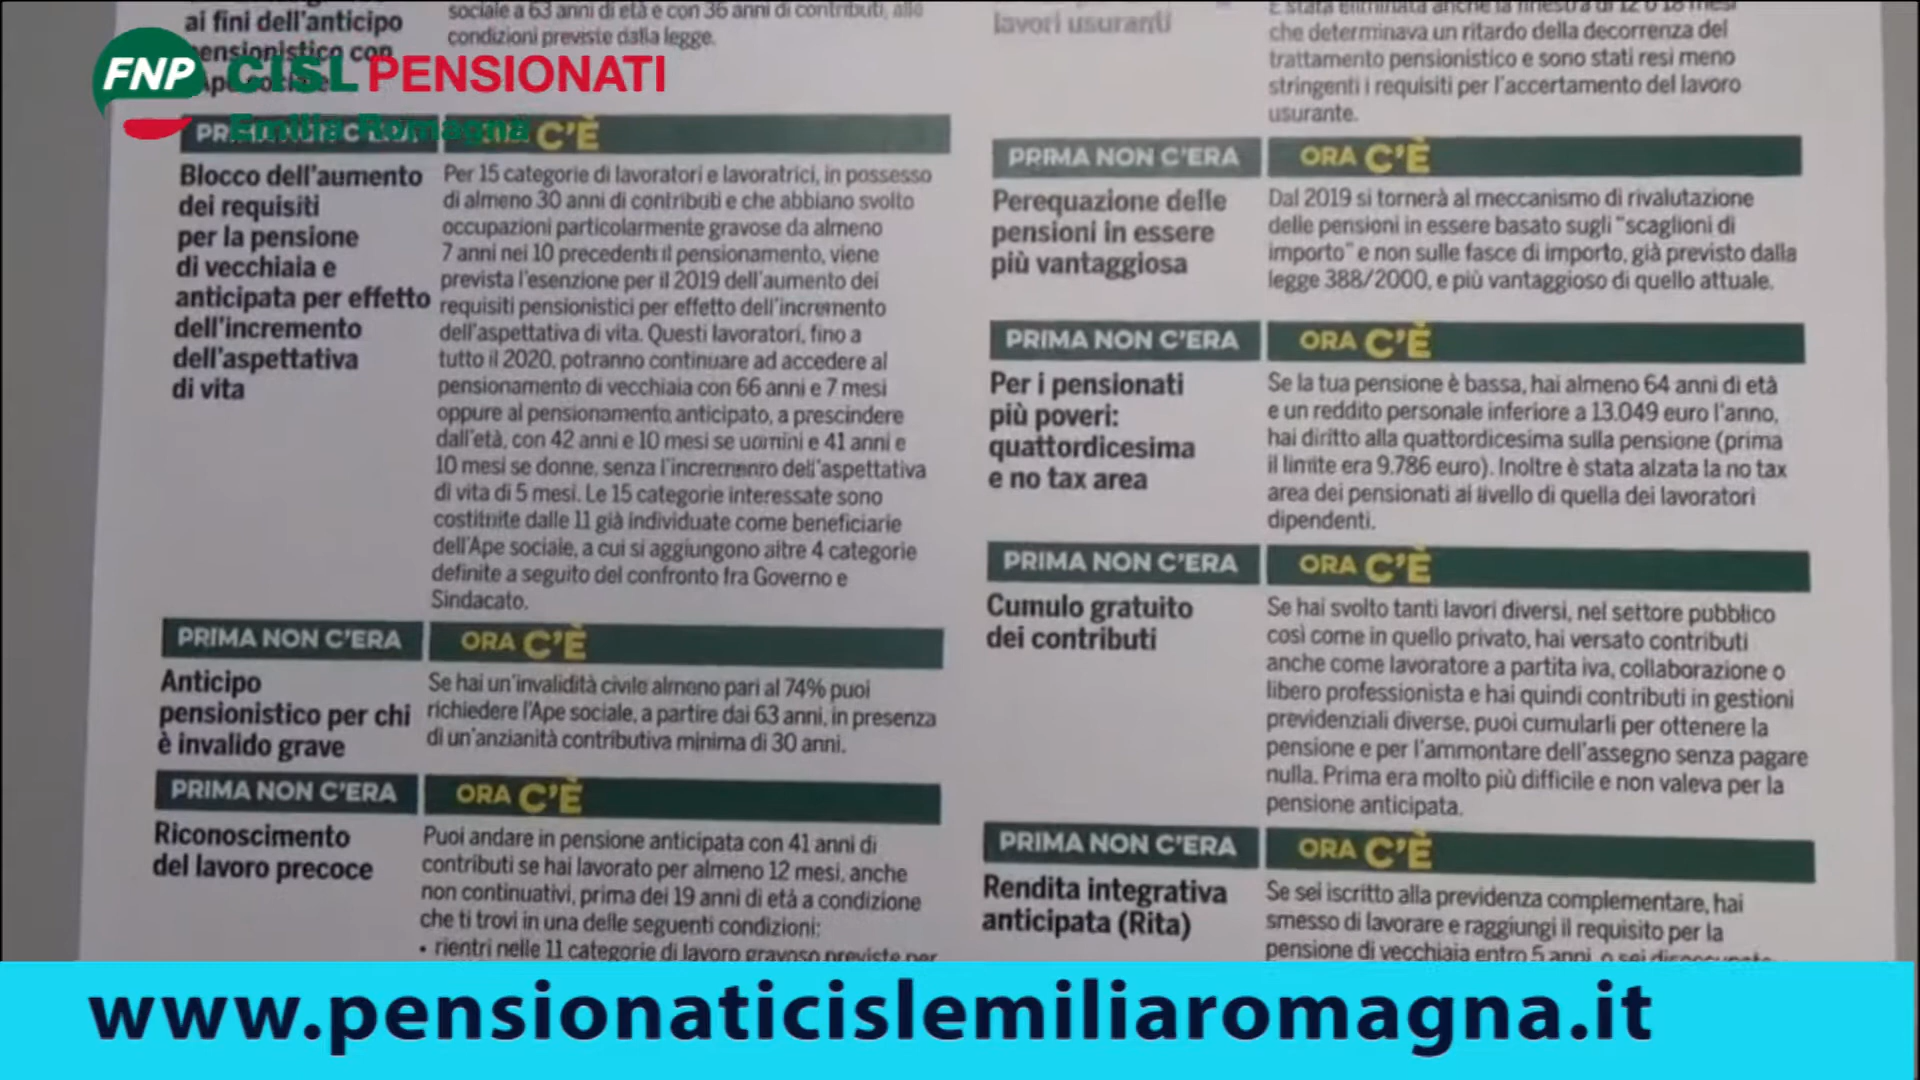 ai fini dell'anticipo
pensionistico con
sociale a 63 anni di età e con 36 anni di contributi, alle
condizioni previste dalla legge.
FNP CISL PENSIONATI
Emilia Romagna
C'È
Blocco dell'aumento
dei requisiti
per la pensione
di vecchiaia e
anticipata per effetto
dell'incremento
dell'aspettativa
di vita
Per 15 categorie di lavoratori e lavoratrici, in possesso
di almeno 30 anni di contributi e che abbiano svolto
occupazioni particolarmente gravose da almeno
7 anni nei 10 precedenti il pensionamento, viene
prevista l'esenzione per il 2019 dell'aumento dei
requisiti pensionistici per effetto dell'incremento
dell'aspettativa di vita. Questi lavoratori, fino a
tutto il 2020, potranno continuare ad accedere al
pensionamento di vecchiaia con 66 anni e 7 mesi
oppure al pensionamento anticipato, a prescindere
dall'età, con 42 anni e 10 mesi se uomini e 41 anni e
10 mesi se donne, senza l'incremento dell'aspettativa
di vita di 5 mesi. Le 15 categorie interessate sono
costituite dalle 11 già individuate come beneficiarie
dell'Ape sociale, a cui si aggiungono altre 4 categorie
definite a seguito del confronto fra Governo e
Sindacato.
PRIMA NON C'ERA ORA C'È
Anticipo
pensionistico per chi
è invalido grave
Se hai un'invalidità civile almeno pari al 74% puoi
richiedere l'Ape sociale, a partire dai 63 anni, in presenza
di un'anzianità contributiva minima di 30 anni.
PRIMA NON C'ERA ORA C'È
Riconoscimento
del lavoro precoce
Puoi andare in pensione anticipata con 41 anni di
contributi se hai lavorato per almeno 12 mesi, anche
non continuativi, prima dei 19 anni di età a condizione
che ti trovi in una delle seguenti condizioni:
• rientri nelle 11 categorie di lavoro gravoso previste per
lavori usuranti
È stata eliminata anche la finestra di 12 o 18 mesi
che determinava un ritardo della decorrenza del
trattamento pensionistico e sono stati resi meno
stringenti i requisiti per l'accertamento del lavoro
usurante.
PRIMA NON C'ERA ORA C'È
Perequazione delle
pensioni in essere
più vantaggiosa
Dal 2019 si tornerà al meccanismo di rivalutazione
delle pensioni in essere basato sugli "scaglioni di
importo" e non sulle fasce di importo, già previsto dalla
legge 388/2000, e più vantaggioso di quello attuale.
PRIMA NON C'ERA ORA C'È
Per i pensionati
più poveri:
quattordicesima
e no tax area
Se la tua pensione è bassa, hai almeno 64 anni di età
e un reddito personale inferiore a 13.049 euro l'anno,
hai diritto alla quattordicesima sulla pensione (prima
il limite era 9.786 euro). Inoltre è stata alzata la no tax
area dei pensionati al livello di quella dei lavoratori
dipendenti.
PRIMA NON C'ERA ORA C'È
Cumulo gratuito
dei contributi
Se hai svolto tanti lavori diversi, nel settore pubblico
così come in quello privato, hai versato contributi
anche come lavoratore a partita iva, collaborazione o
libero professionista e hai quindi contributi in gestioni
previdenziali diverse, puoi cumularli per ottenere la
pensione e per l'ammontare dell'assegno senza pagare
nulla. Prima era molto più difficile e non valeva per la
pensione anticipata.
PRIMA NON C'ERA ORA C'È
Rendita integrativa
anticipata (Rita)
Se sei iscritto alla previdenza complementare, hai
smesso di lavorare e raggiungi il requisito per la
pensione di vecchiaia entro 5 anni, o sei
www.pensionaticislemiliaromagna.it